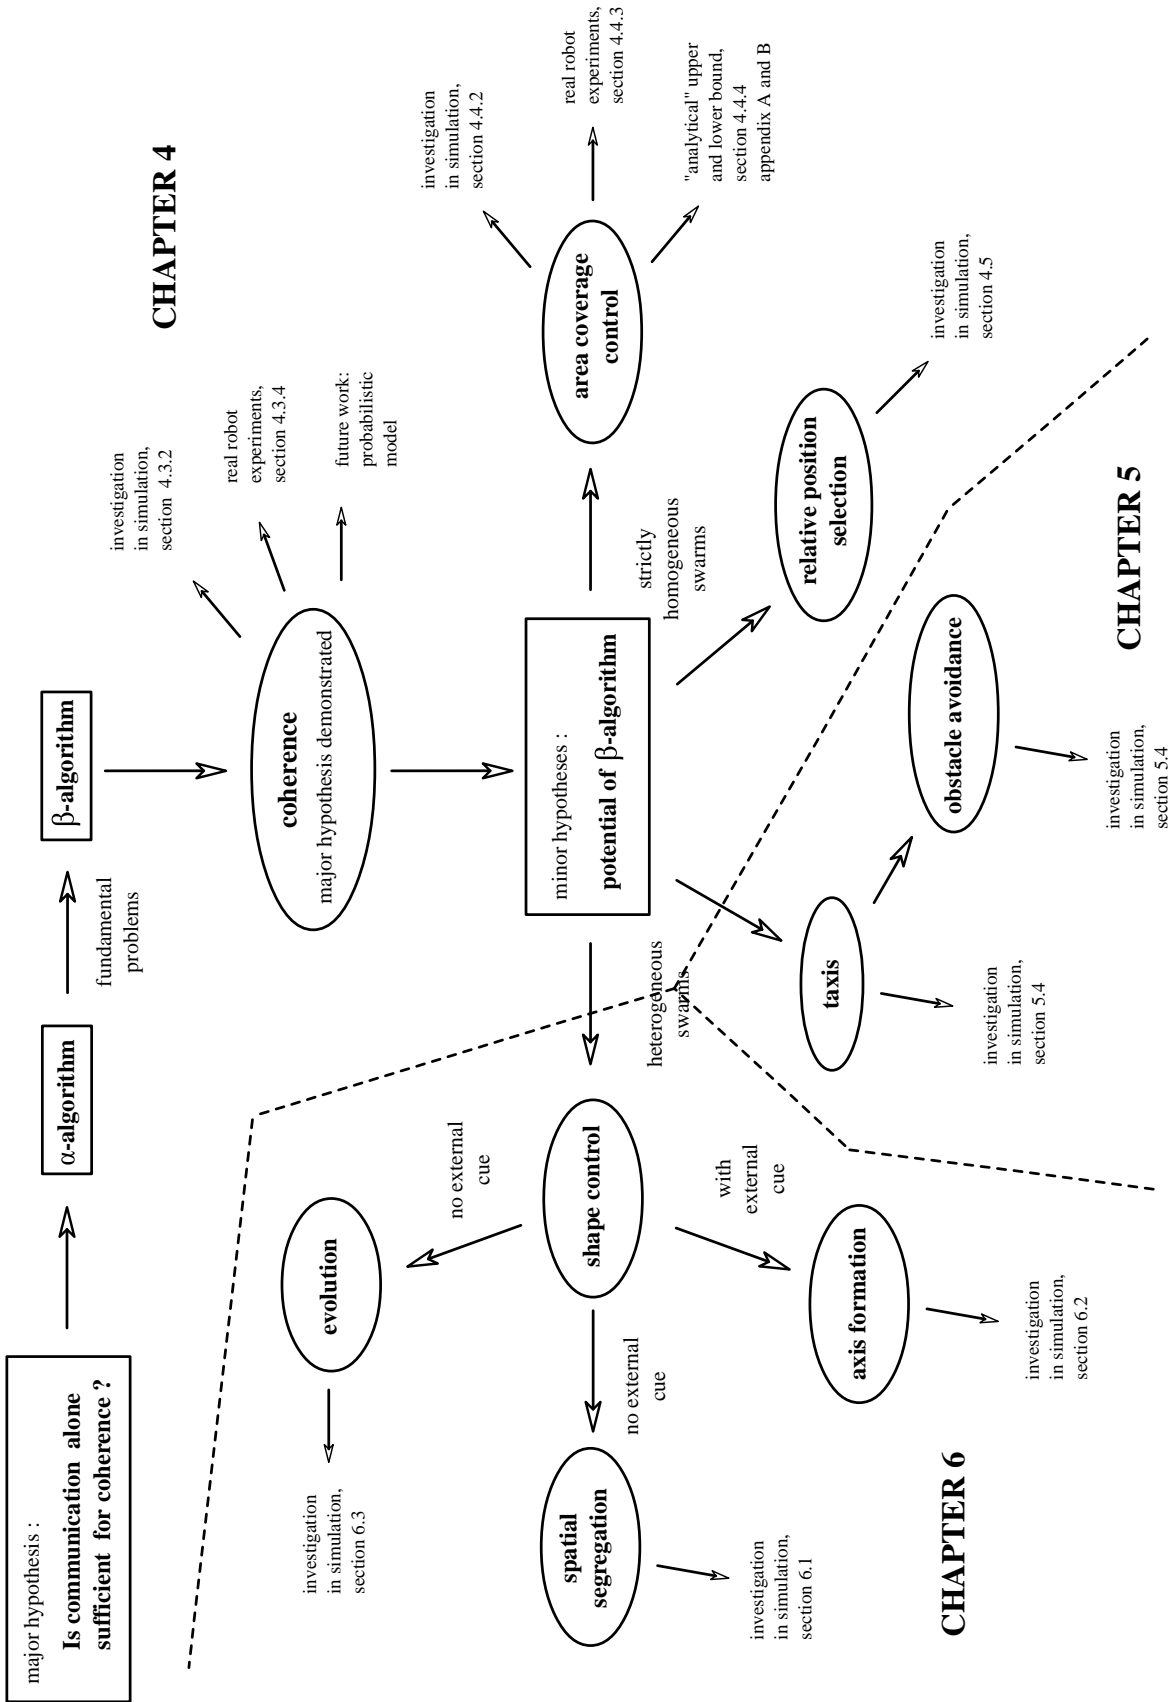 major hypothesis :
Is communication alone
sufficient for coherence ?
α-algorithm
fundamental
problems
β-algorithm
coherence
major hypothesis demonstrated
investigation
in simulation,
section 4.3.2
real robot
experiments,
section 4.3.4
future work:
probabilistic
model
CHAPTER 4
minor hypotheses :
potential of β-algorithm
strictly
homogeneous
swarms
area coverage
control
investigation
in simulation,
section 4.4.2
real robot
experiments,
section 4.4.3
"analytical" upper
and lower bound,
section 4.4.4
appendix A and B
relative position
selection
investigation
in simulation,
section 4.5
heterogeneous
swarms
taxis
investigation
in simulation,
section 5.4
obstacle avoidance
investigation
in simulation,
section 5.4
CHAPTER 5
shape control
no external
cue
evolution
investigation
in simulation,
section 6.3
no external
cue
spatial
segregation
investigation
in simulation,
section 6.1
with
external
cue
axis formation
investigation
in simulation,
section 6.2
CHAPTER 6